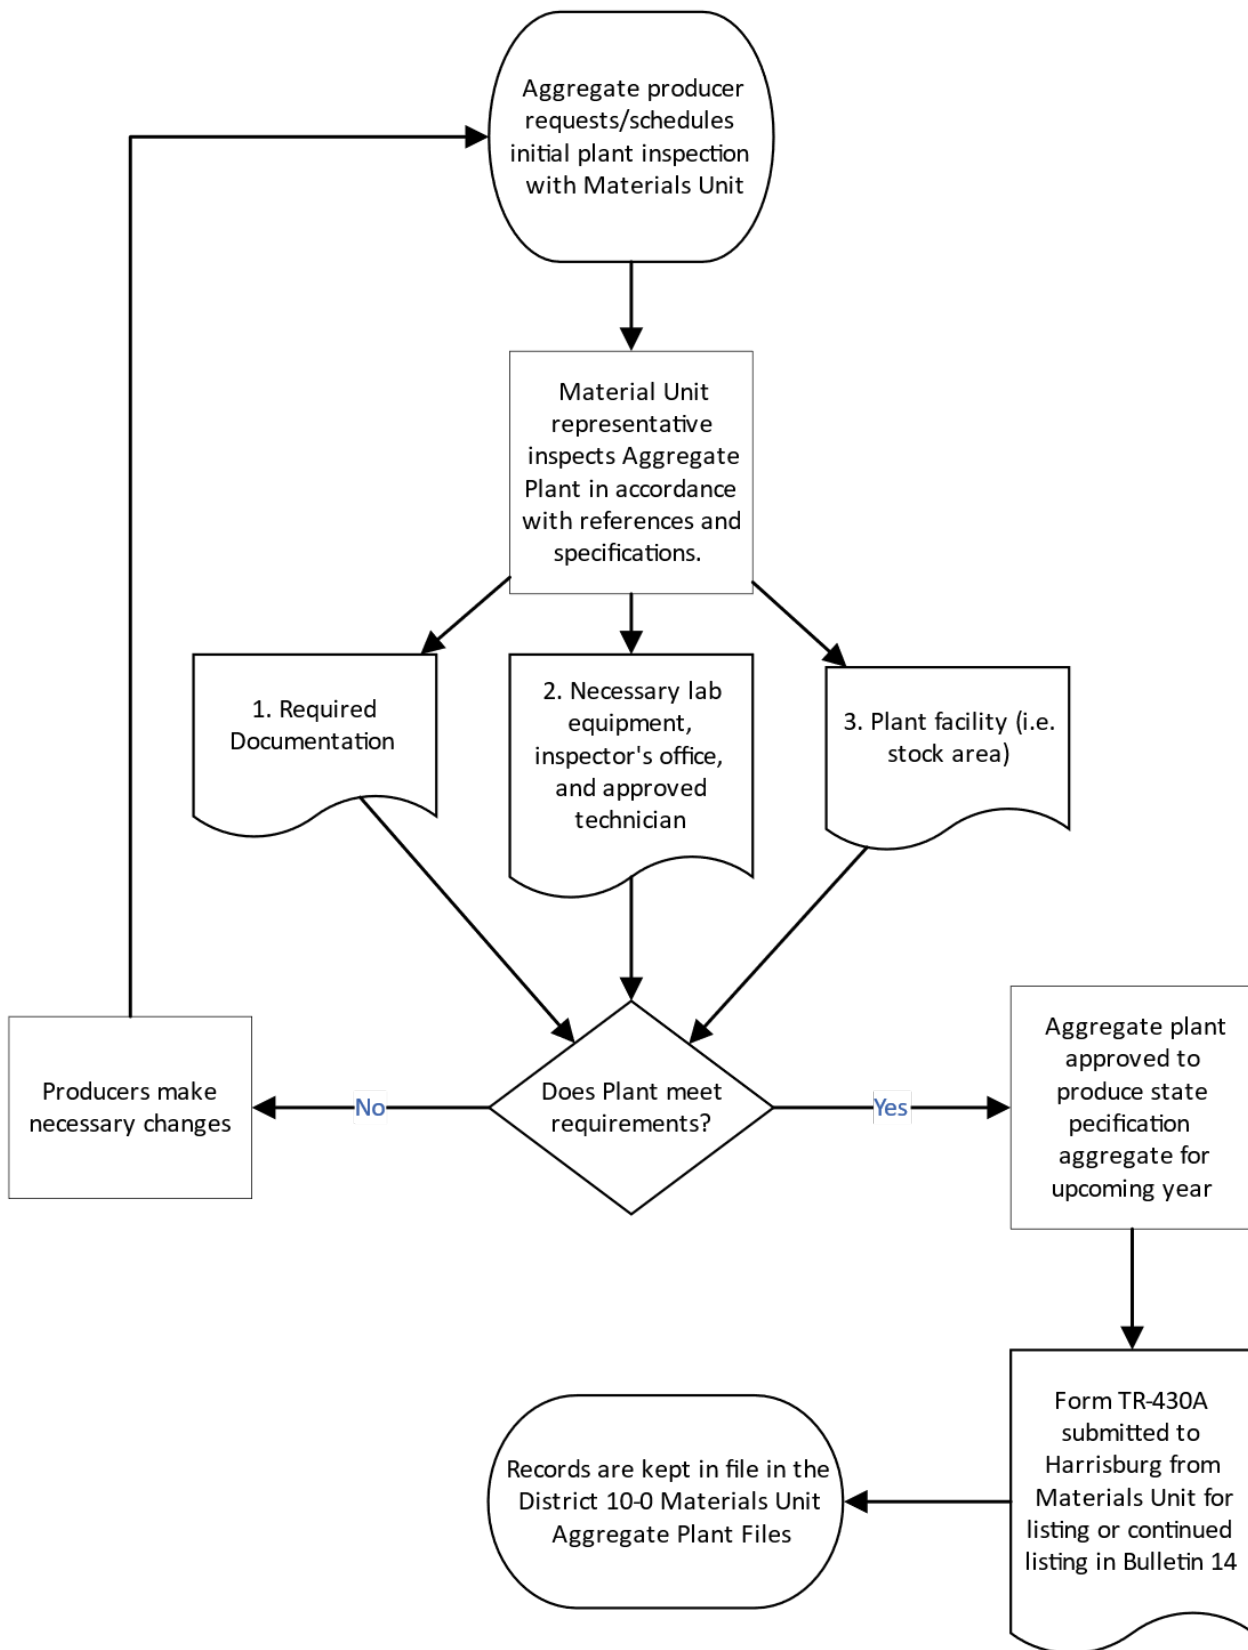 Aggregate producer
requests/schedules
initial plant inspection
with Materials Unit
Material Unit
representative
inspects Aggregate
Plant in accordance
with references and
specifications.
1. Required
Documentation
2. Necessary lab
equipment,
inspector's office,
and approved
technician
3. Plant facility (i.e.
stock area)
Does Plant meet
requirements?
No
Yes
Producers make
necessary changes
Aggregate plant
approved to
produce state
pecification
aggregate for
upcoming year
Form TR-430A
submitted to
Harrisburg from
Materials Unit for
listing or continued
listing in Bulletin 14
Records are kept in file in the
District 10-0 Materials Unit
Aggregate Plant Files